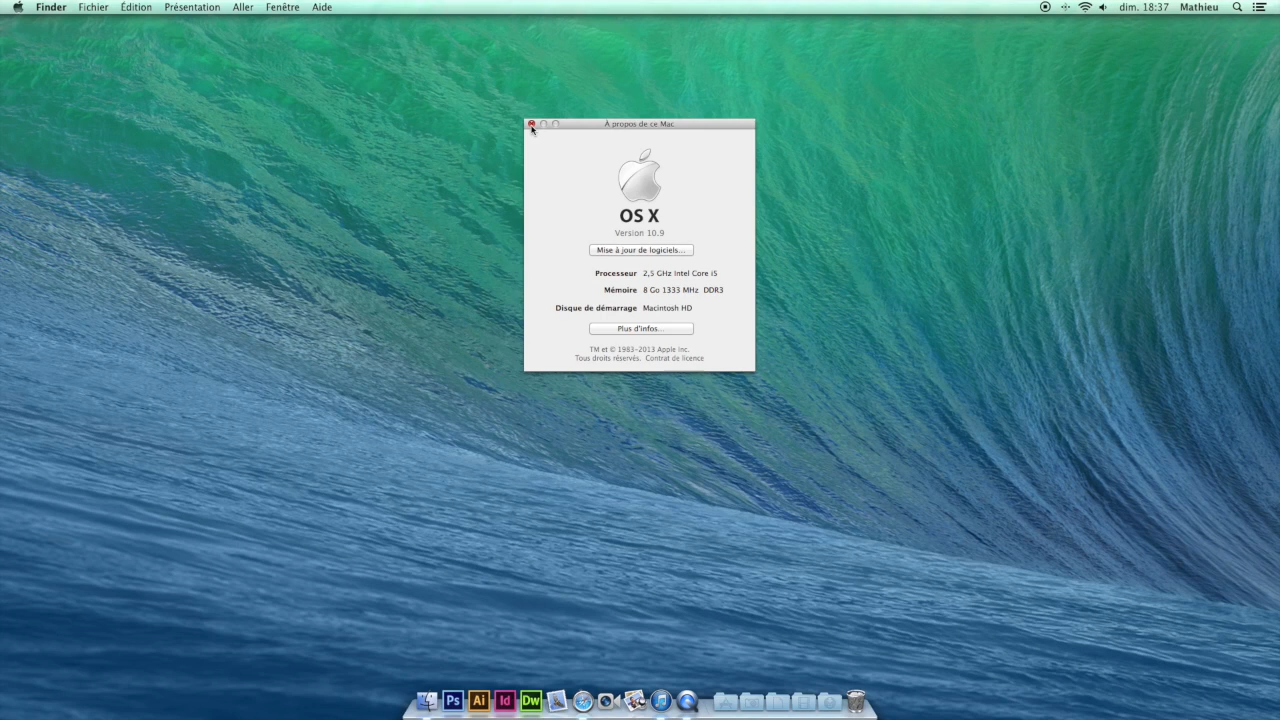 Finder Fichier Édition Présentation Aller Fenêtre Aide dim. 18:37 Mathieu
À propos de ce Mac
OS X
Version 10.9
Mise à jour de logiciels...
Processeur 2,5 GHz Intel Core i5
Mémoire 8 Go 1333 MHz DDR3
Disque de démarrage Macintosh HD
Plus d'infos...
TM et © 1983-2013 Apple Inc.
Tous droits réservés. Contrat de licence
Ps Ai Id Dw